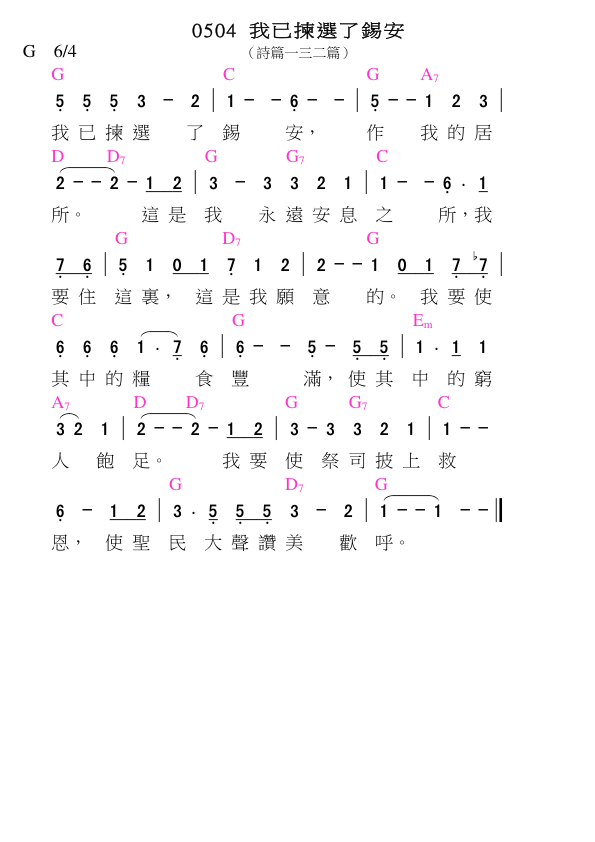 0504 我已揀選了錫安
（詩篇一三二篇）
G 6/4
G C G A7
5 5 5 3 - 2 | 1 - - 6 - - | 5 - - 1 2 3 |
我已揀選 了錫 安， 作 我的居
D D7 G G7 C
2 - - 2 - 1 2 | 3 - 3 3 2 1 | 1 - - 6 . 1
所。 這是我 永遠安息之 所，我
G D7 G
7 6 | 5 1 0 1 7 1 2 | 2 - - 1 0 1 7 ♭7 |
要住這裏， 這是我願意 的。 我要使
C G Em
6 6 6 1 . 7 6 | 6 - - 5 - 5 5 | 1 . 1 1
其中的糧 食豐 滿，使其中的窮
A7 D D7 G G7 C
3 2 1 | 2 - - 2 - 1 2 | 3 - 3 3 2 1 | 1 - -
人 飽足。 我要使祭司披上救
G D7 G
6 - 1 2 | 3 . 5 5 5 3 - 2 | 1 - - 1 - - ||
恩， 使聖民大聲讚美 歡呼。